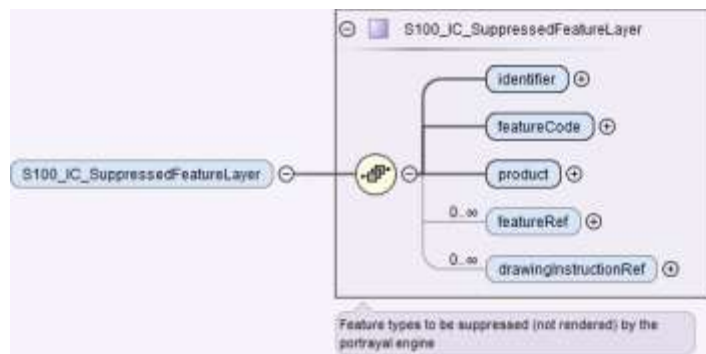 S100_IC_SuppressedFeatureLayer
identifier
featureCode
S100_IC_SuppressedFeatureLayer
product
0..∞
featureRef
0..∞
drawingInstructionRef
Feature types to be suppressed (not rendered) by the
portrayal engine